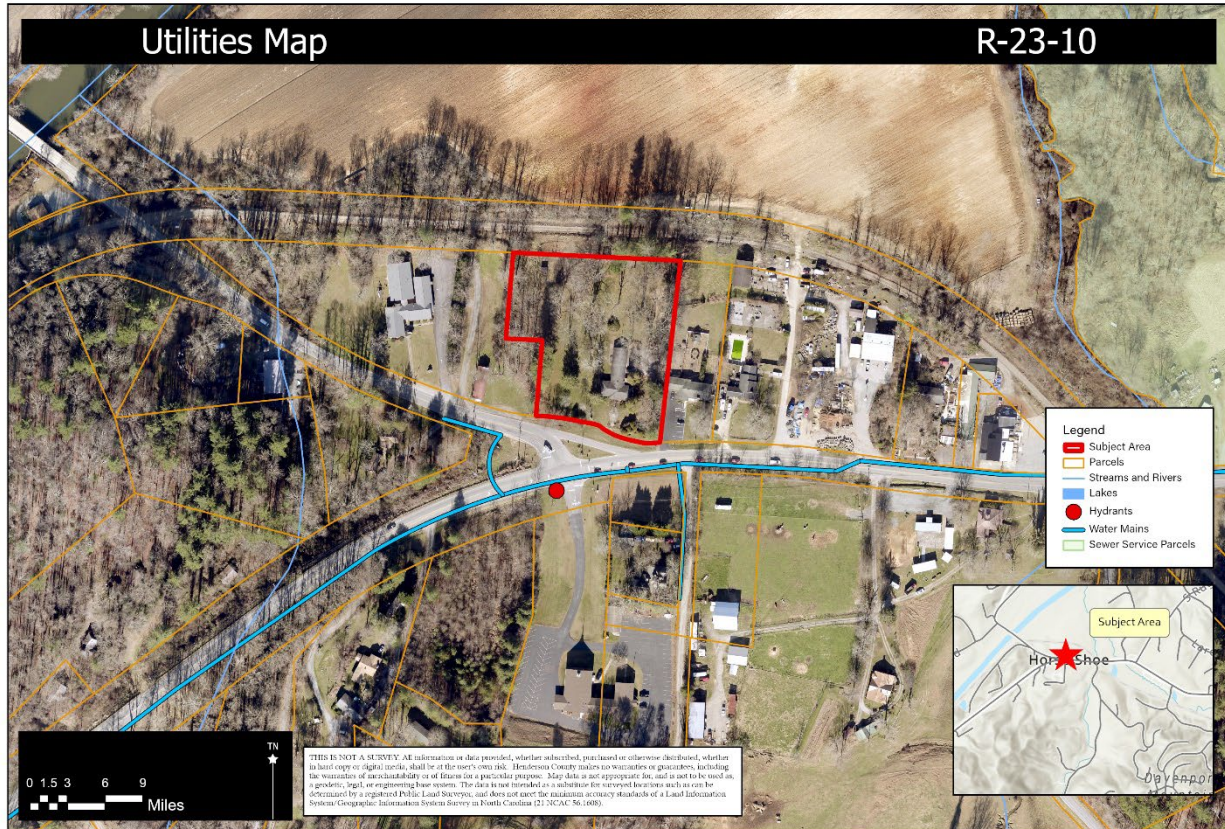 Utilities Map
R-23-10
Legend
Subject Area
Parcels
Streams and Rivers
Lakes
Hydrants
Water Mains
Sewer Service Parcels
Subject Area
Shoe
TN
0 1.5 3 6 9
Miles
THIS IS NOT A SURVEY. All information or data provided, whether subscribed, purchased or otherwise distributed, whether
in hard copy or digital media, shall be at the user's own risk. Henderson County makes no warranties or guarantees, including
the warranties of merchantability or of fitness for a particular purpose. Map data is not appropriate for, and is not to be used as,
a geodetic, legal, or engineering base system. The data is not intended as a substitute for surveyed locations such as can be
determined by a registered Public Land Surveyor, and does not meet the minimum accuracy standards of a Land Information
System/Geographic Information System Survey in North Carolina (21 NCAC 56.1608).